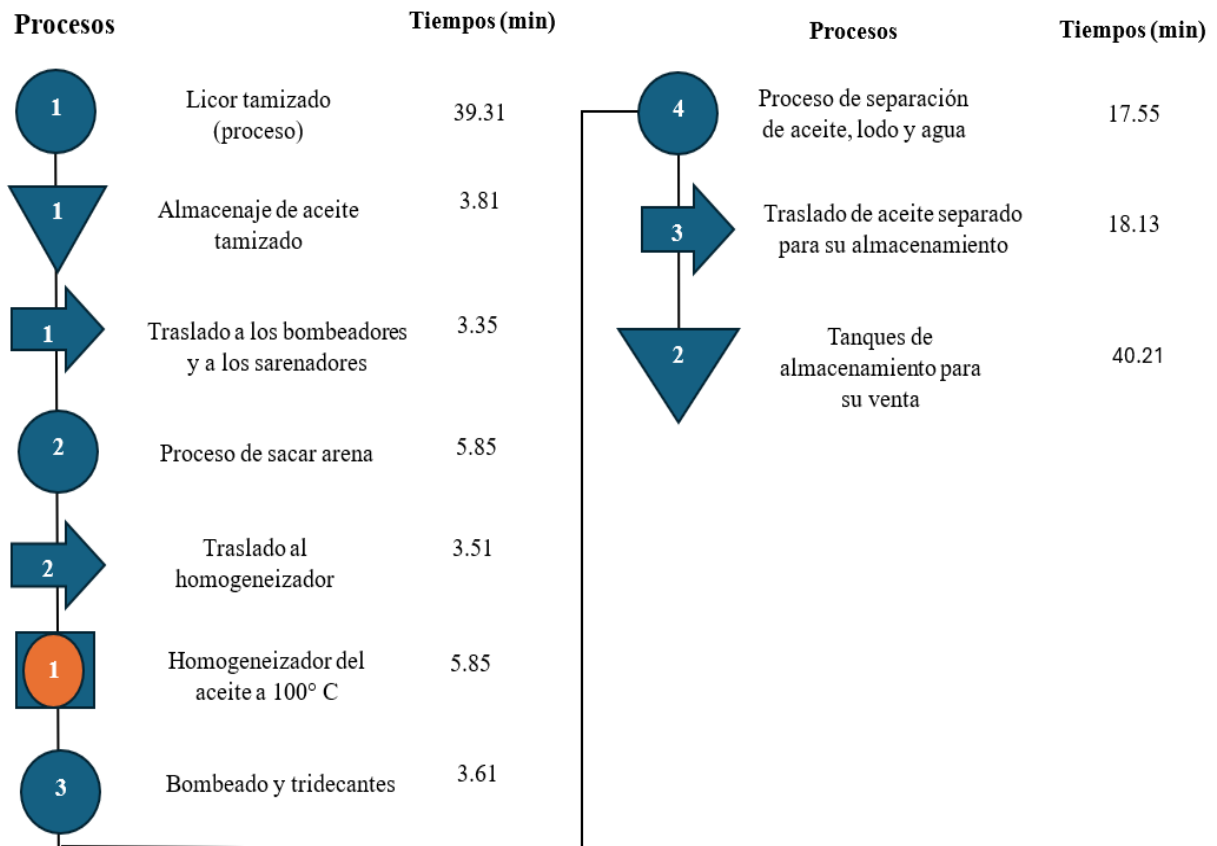 Procesos
Tiempos (min)
1
Licor tamizado
(proceso)
39.31
1
Almacenaje de aceite
tamizado
3.81
1
Traslado a los bombeadores
y a los sarenadores
3.35
2
Proceso de sacar arena
5.85
2
Traslado al
homogeneizador
3.51
1
Homogeneizador del
aceite a 100° C
5.85
3
Bombeado y tridecantes
3.61
Procesos
Tiempos (min)
4
Proceso de separación
de aceite, lodo y agua
17.55
3
Traslado de aceite separado
para su almacenamiento
18.13
2
Tanques de
almacenamiento para
su venta
40.21